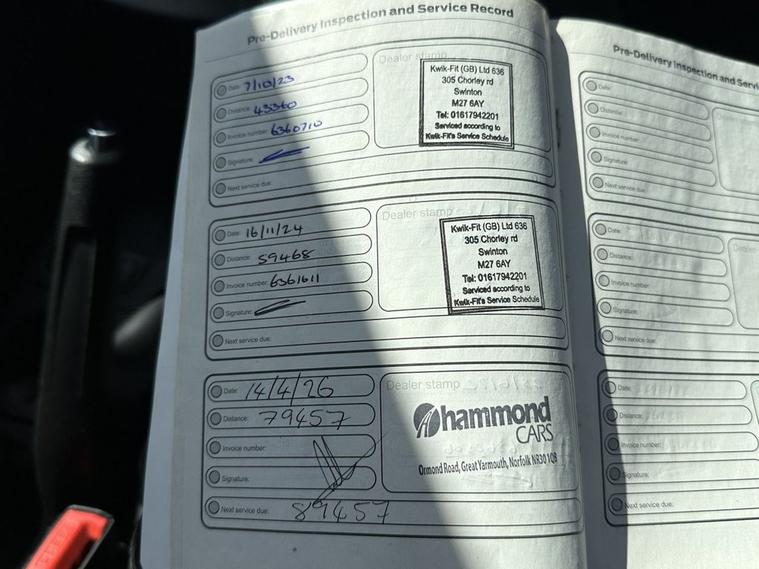 Pre-Delivery Inspection and Service Record
Date: 7/10/23
Distance: 43360
Invoice number: 6360710
Signature:
Next service due:
Dealer stamp
Kwik-Fit (GB) Ltd 636
305 Chorley rd
Swinton
M27 6AY
Tel: 01617942201
Serviced according to
Kwik-Fit's Service Schedule
Date: 16/11/24
Distance: 59468
Invoice number: 6361611
Signature:
Next service due:
Dealer stamp
Kwik-Fit (GB) Ltd 636
305 Chorley rd
Swinton
M27 6AY
Tel: 01617942201
Serviced according to
Kwik-Fit's Service Schedule
Date: 14/4/26
Distance: 79457
Invoice number:
Signature:
Next service due: 89457
Dealer stamp
hammond
CARS
Ormond Road, Great Yarmouth, Norfolk NR30 1QB
Pre-Delivery Inspection and
Date:
Distance:
Invoice number:
Signature:
Next service due:
Date:
Distance:
Invoice number:
Signature:
Next service due:
Date:
Distance:
Invoice number:
Signature:
Next service due: